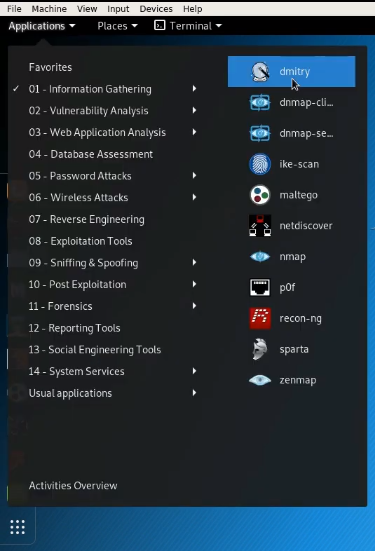 File Machine View Input Devices Help
Applications Places Terminal
Favorites
01 - Information Gathering
02 - Vulnerability Analysis
03 - Web Application Analysis
04 - Database Assessment
05 - Password Attacks
06 - Wireless Attacks
07 - Reverse Engineering
08 - Exploitation Tools
09 - Sniffing & Spoofing
10 - Post Exploitation
11 - Forensics
12 - Reporting Tools
13 - Social Engineering Tools
14 - System Services
Usual applications
Activities Overview
dmitry
dnmap-cli...
dnmap-se...
ike-scan
maltego
netdiscover
nmap
p0f
recon-ng
sparta
zenmap